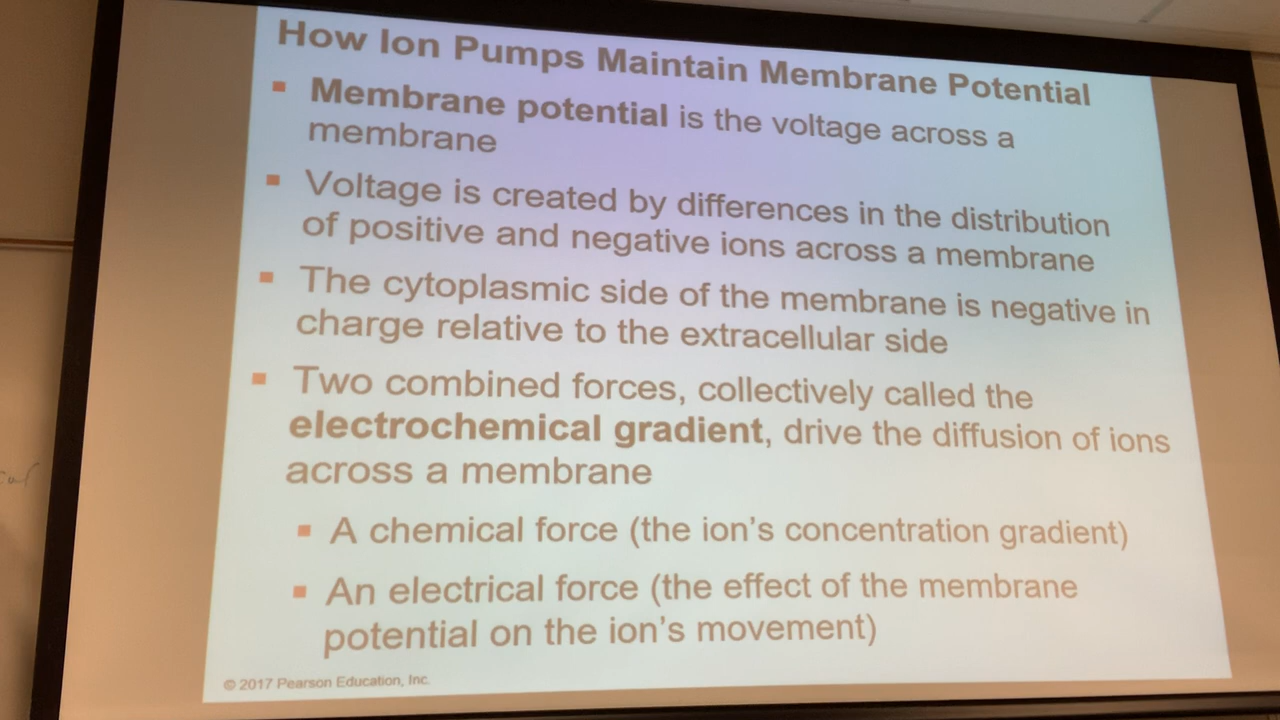 How Ion Pumps Maintain Membrane Potential
▪ Membrane potential is the voltage across a
membrane
▪ Voltage is created by differences in the distribution
of positive and negative ions across a membrane
▪ The cytoplasmic side of the membrane is negative in
charge relative to the extracellular side
▪ Two combined forces, collectively called the
electrochemical gradient, drive the diffusion of ions
across a membrane
▪ A chemical force (the ion's concentration gradient)
▪ An electrical force (the effect of the membrane
potential on the ion's movement)
© 2017 Pearson Education, Inc.